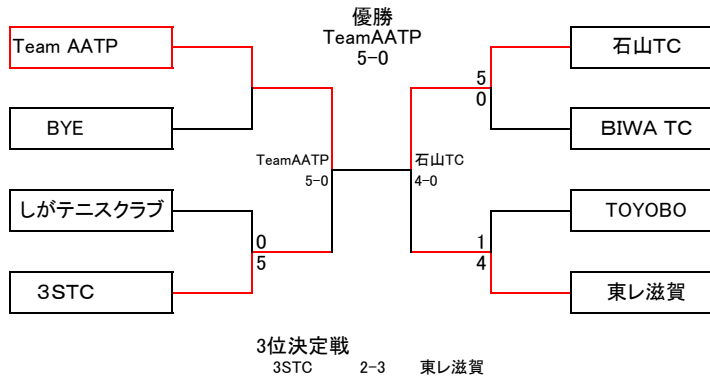 優勝
TeamAATP
5-0
Team AATP
石山TC
5
0
BYE
BIWA TC
TeamAATP
5-0
石山TC
4-0
しがテニスクラブ
TOYOBO
0
5
1
4
3STC
東レ滋賀
3位決定戦
3STC 2-3 東レ滋賀